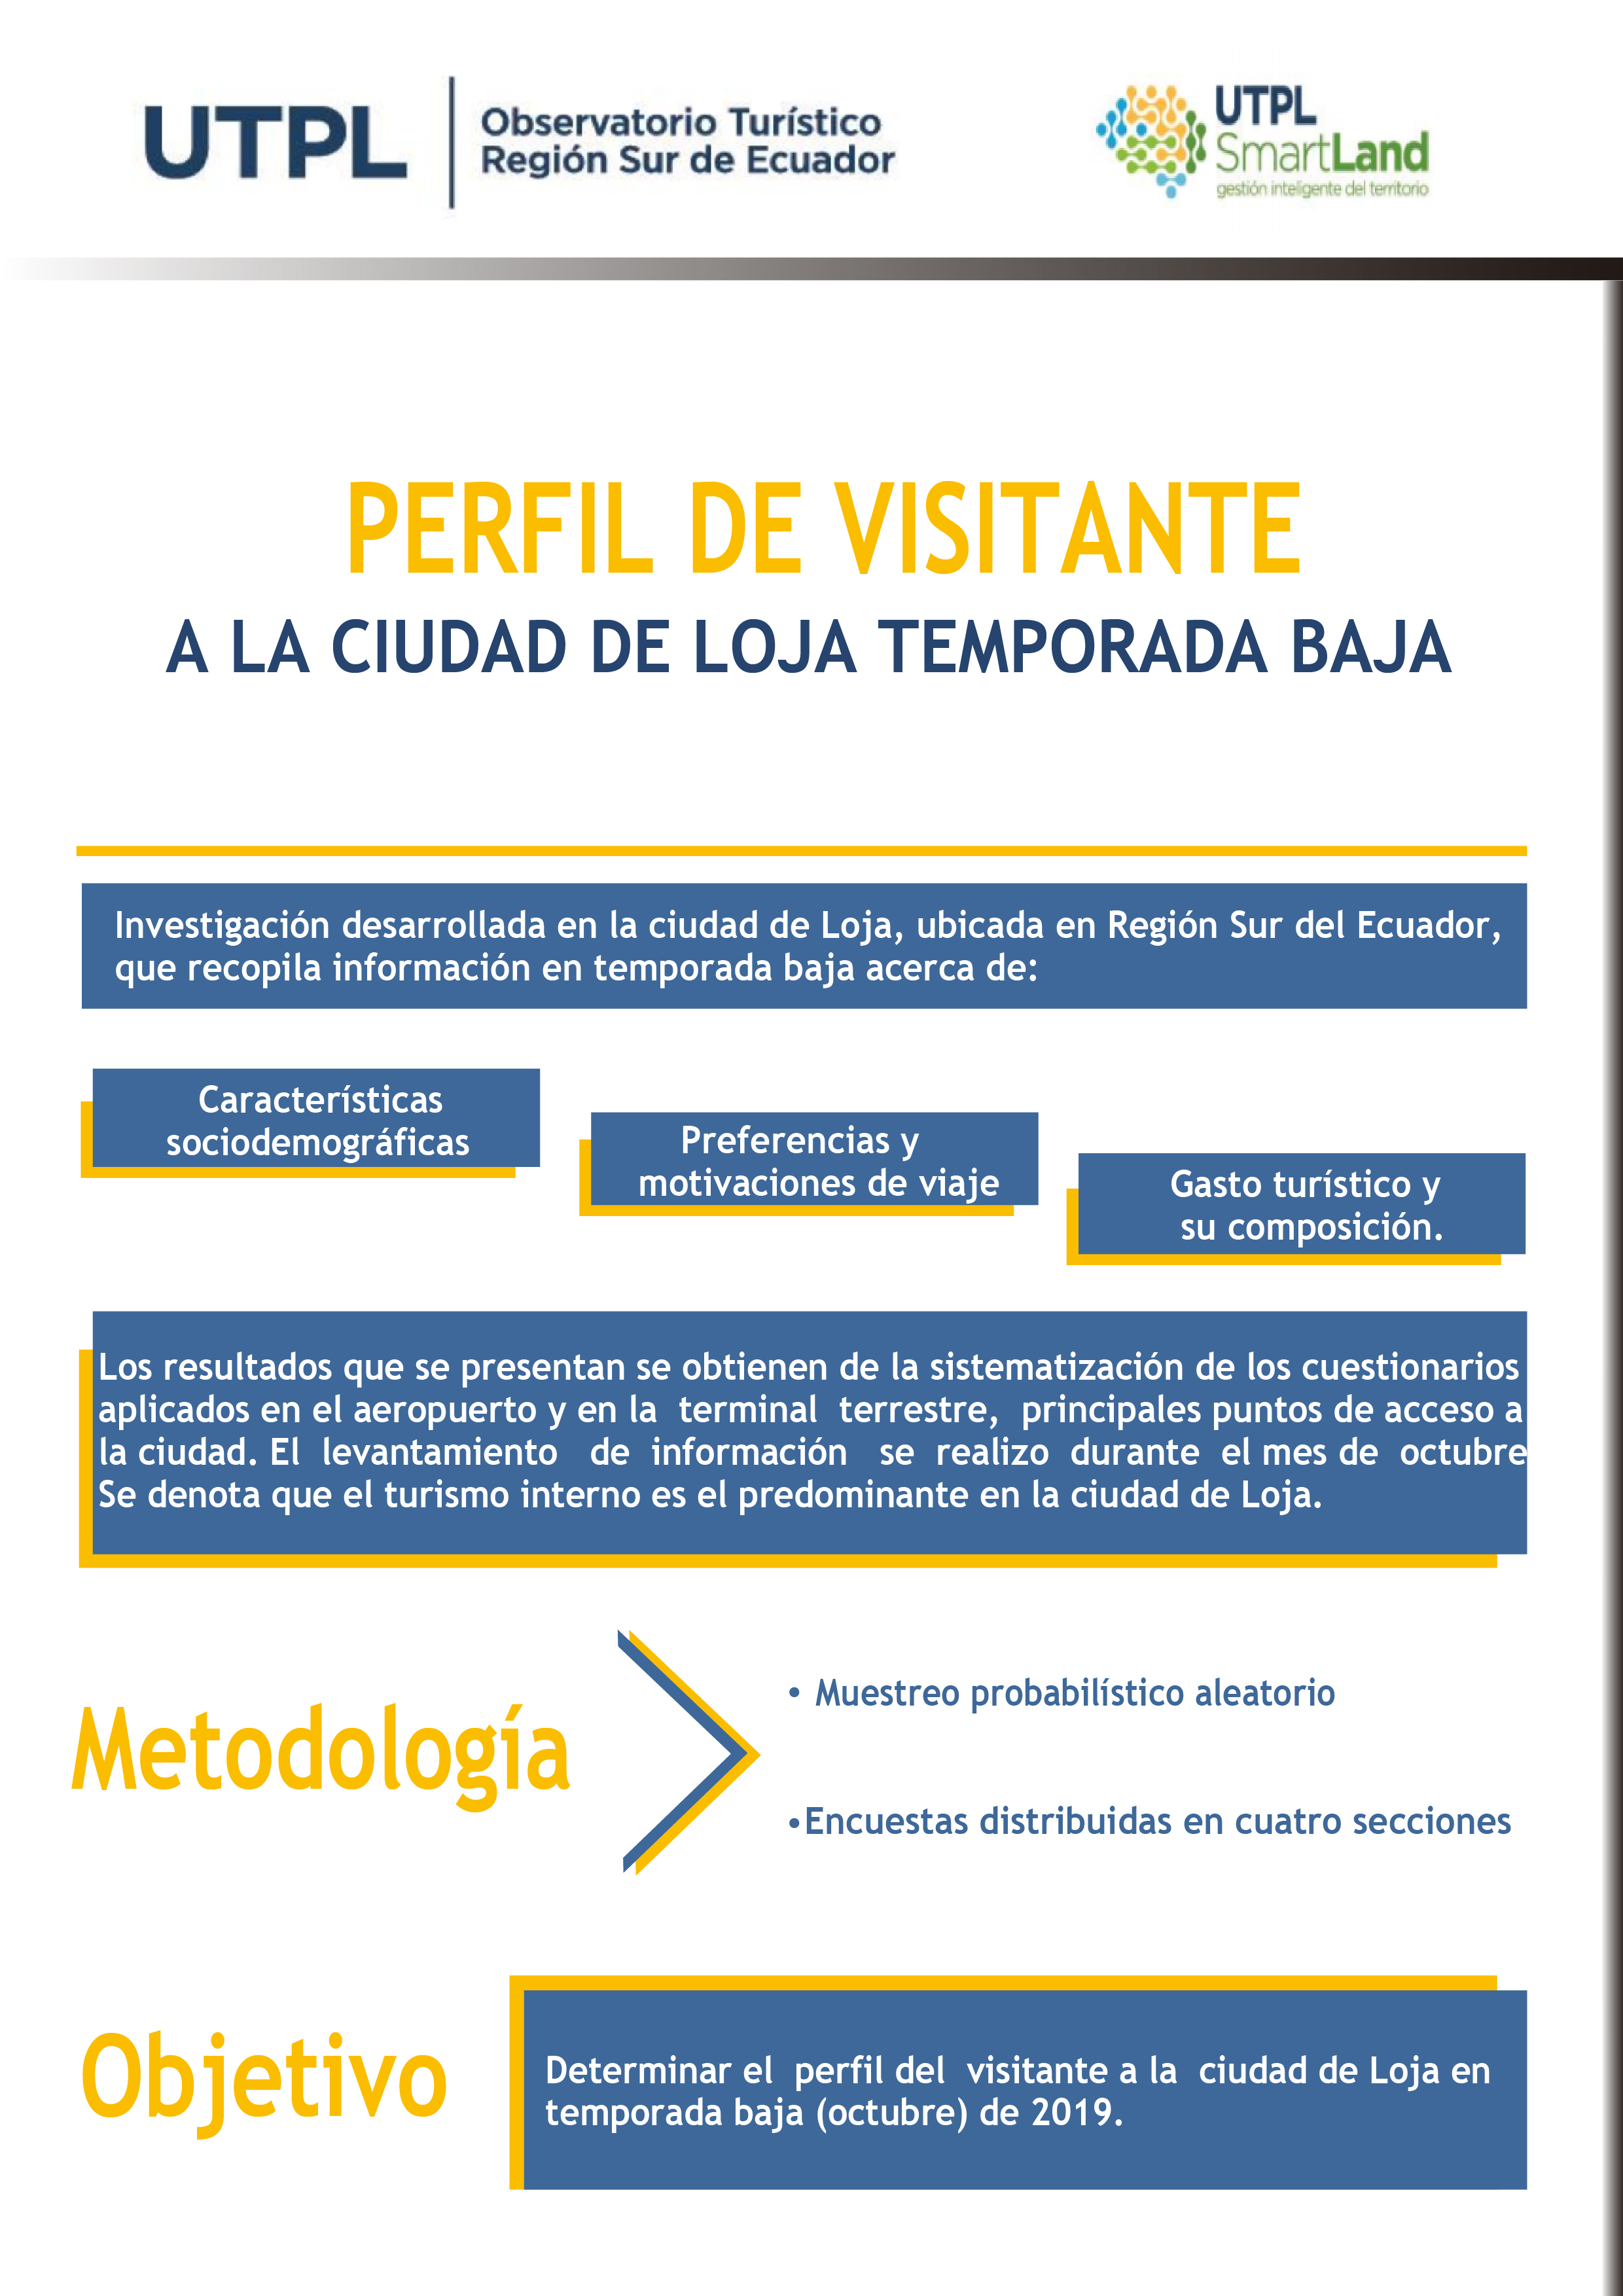 UTPL
Observatorio Turístico
Región Sur de Ecuador
UTPL
SmartLand
gestión inteligente del territorio
PERFIL DE VISITANTE
A LA CIUDAD DE LOJA TEMPORADA BAJA
Investigación desarrollada en la ciudad de Loja, ubicada en Región Sur del Ecuador,
que recopila información en temporada baja acerca de:
Características
sociodemográficas
Preferencias y
motivaciones de viaje
Gasto turístico y
su composición.
Los resultados que se presentan se obtienen de la sistematización de los cuestionarios
aplicados en el aeropuerto y en la terminal terrestre, principales puntos de acceso a
la ciudad. El levantamiento de información se realizo durante el mes de octubre
Se denota que el turismo interno es el predominante en la ciudad de Loja.
Metodología
• Muestreo probabilístico aleatorio
•Encuestas distribuidas en cuatro secciones
Objetivo
Determinar el perfil del visitante a la ciudad de Loja en
temporada baja (octubre) de 2019.